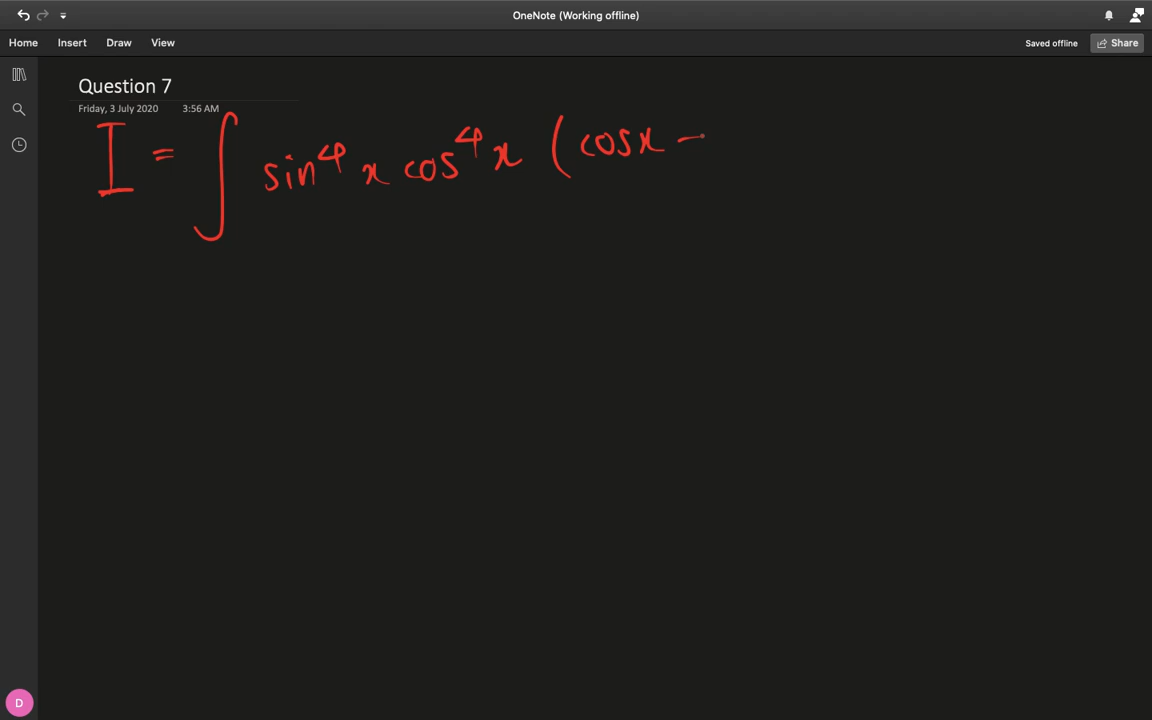 OneNote (Working offline)
Home Insert Draw View Saved offline Share
Question 7
Friday, 3 July 2020 3:56 AM
I = ∫ sin⁴ x cos⁴ x (cosx −
D